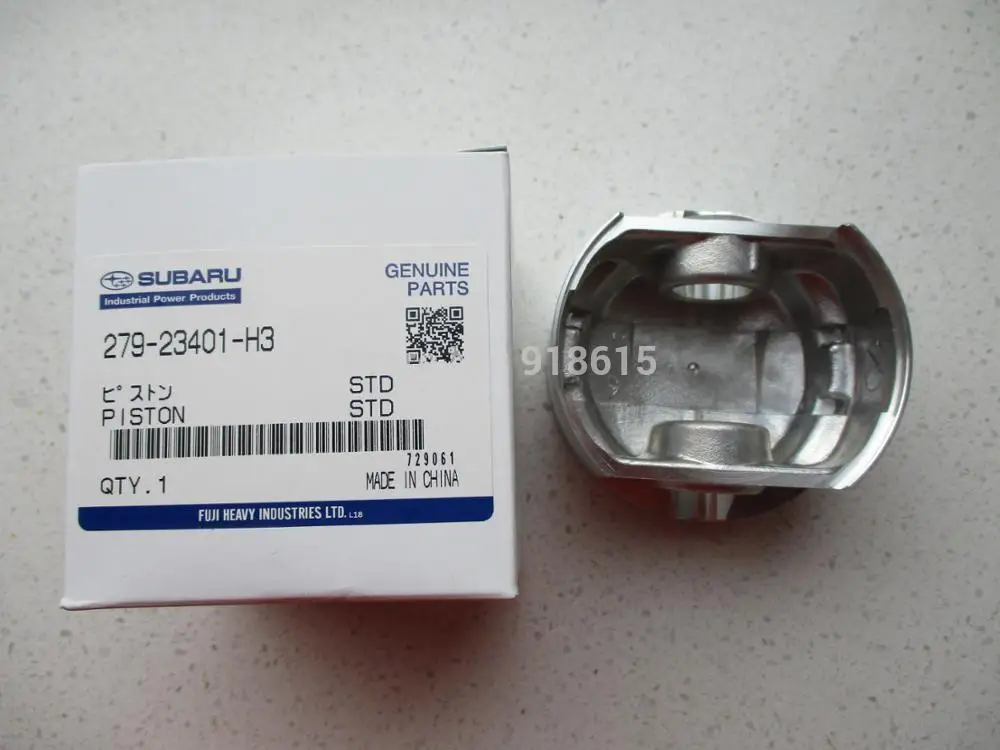 SUBARU
Industrial Power Products
GENUINE
PARTS
279-23401-H3
ピストン STD
PISTON STD
729061
QTY.1 MADE IN CHINA
FUJI HEAVY INDUSTRIES LTD. L18
918615